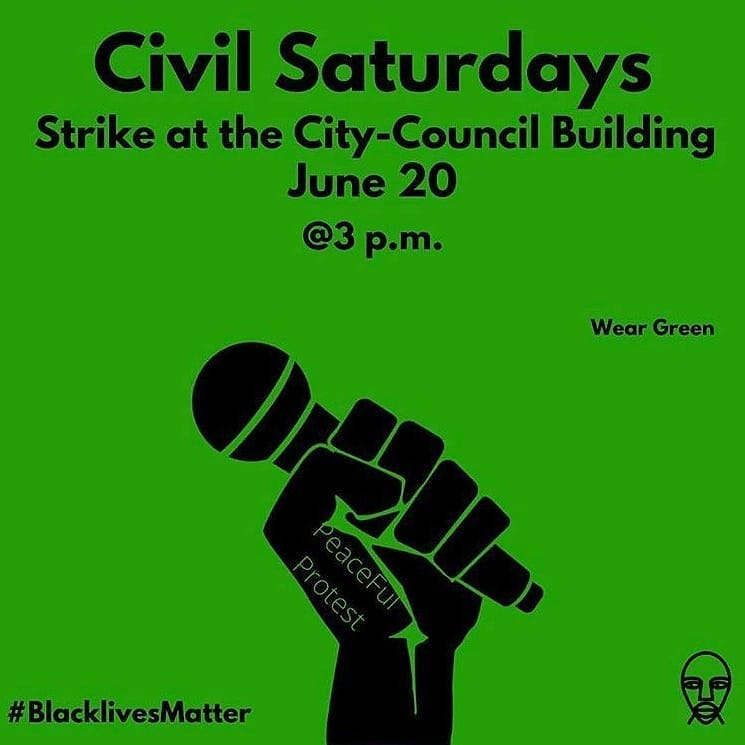 Civil Saturdays
Strike at the City-Council Building
June 20
@3 p.m.
Wear Green
PeaceFul
Protest
#BlacklivesMatter